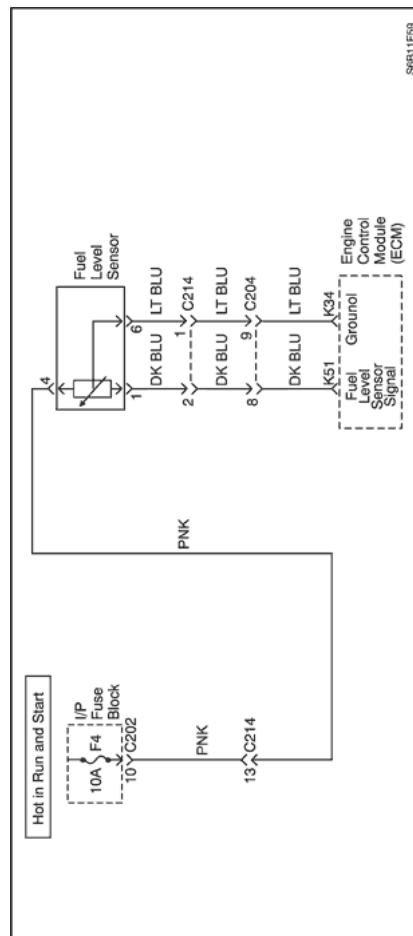 Hot in Run and Start
I/P
Fuse
Block
10A F4
10 C202
PNK
13 C214
PNK
4
Fuel
Level
Sensor
1
6
DK BLU
LT BLU
2
1 C214
DK BLU
LT BLU
8
9 C204
DK BLU
LT BLU
K51
K34
Fuel
Level
Sensor
Signal
Grounol
Engine
Control
Module
(ECM)
S6B11F59